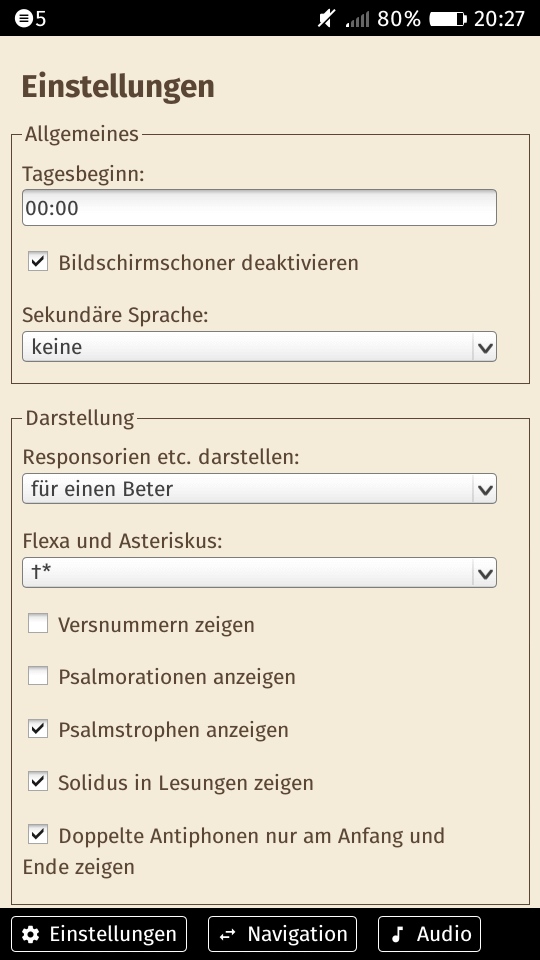 5 80% 20:27
Einstellungen
Allgemeines
Tagesbeginn:
00:00
Bildschirmschoner deaktivieren
Sekundäre Sprache:
keine
Darstellung
Responsorien etc. darstellen:
für einen Beter
Flexa und Asteriskus:
†*
Versnummern zeigen
Psalmorationen anzeigen
Psalmstrophen anzeigen
Solidus in Lesungen zeigen
Doppelte Antiphonen nur am Anfang und
Ende zeigen
Einstellungen Navigation Audio